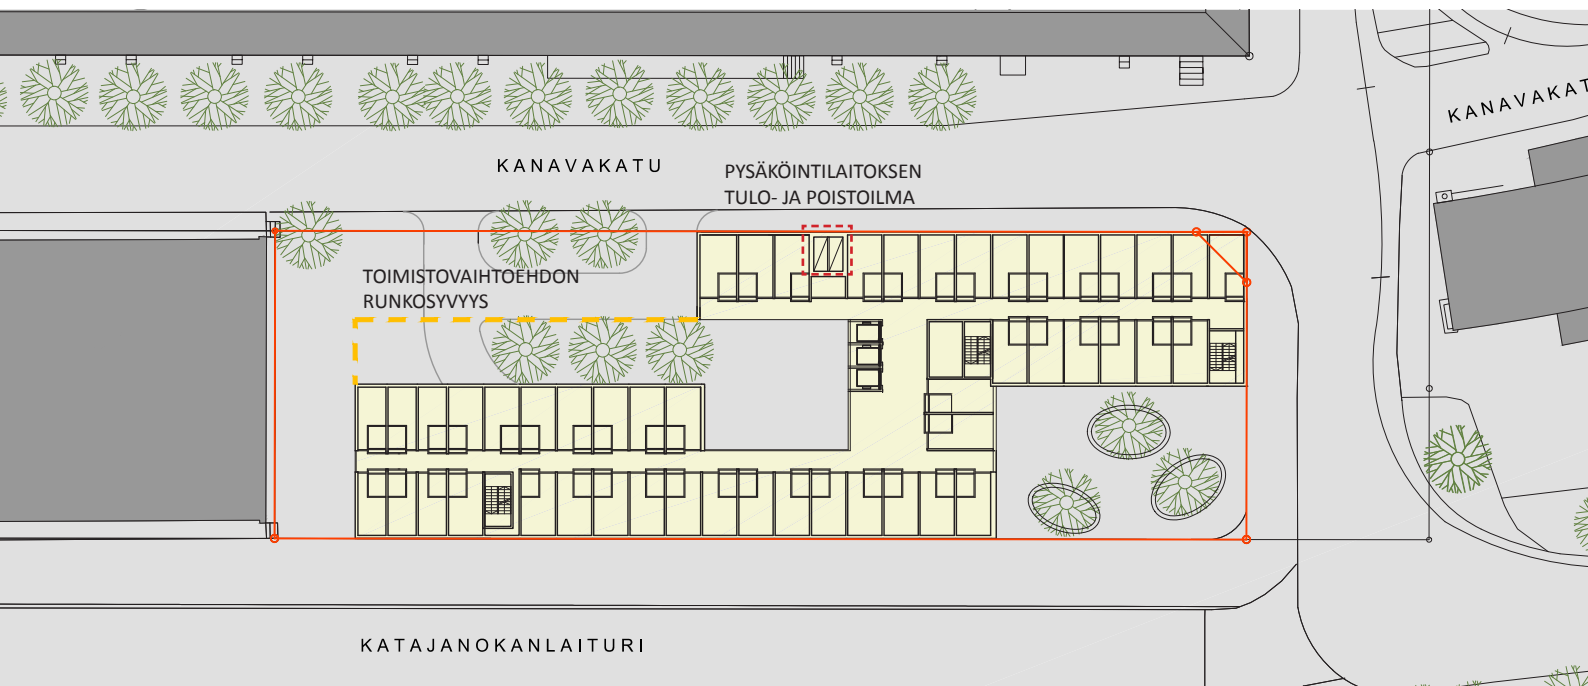 KANAVAKAT
KANAVAKATU
PYSÄKÖINTILAITOKSEN
TULO- JA POISTOILMA
TOIMISTOVAIHTOEHDON
RUNKOSYVYYS
KATAJANOKANLAITURI